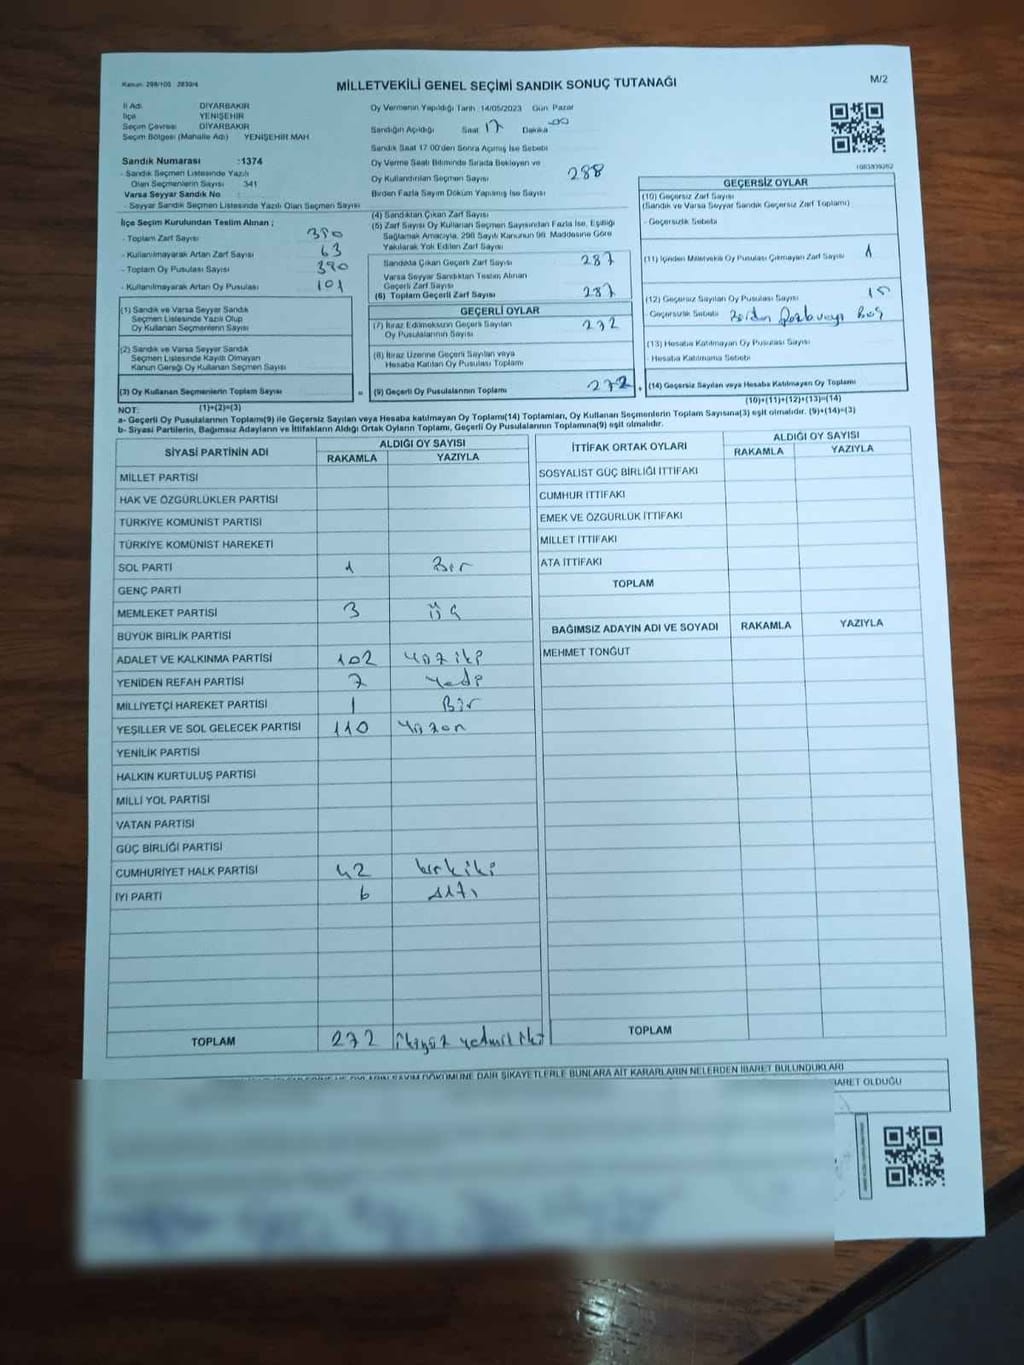 Kanun: 298/105 2839/4
MİLLETVEKİLİ GENEL SEÇİMİ SANDIK SONUÇ TUTANAĞI
M/2
İl Adı DİYARBAKIR
İlçe YENİŞEHİR
Seçim Çevresi DİYARBAKIR
Seçim Bölgesi (Mahalle Adı) YENİŞEHİR MAH.
Sandık Numarası :1374
- Sandık Seçmen Listesinde Yazılı
Olan Seçmenlerin Sayısı 341
Varsa Seyyar Sandık No
- Seyyar Sandık Seçmen Listesinde Yazılı Olan Seçmen Sayısı
Oy Vermenin Yapıldığı Tarih :14/05/2023 Gün Pazar
Sandığın Açıldığı Saat 17 Dakika 00
Sandık Saat 17:00'den Sonra Açılmış İse Sebebi
Oy Verme Saati Bitiminde Sırada Bekleyen ve
Oy Kullandırılan Seçmen Sayısı 288
Birden Fazla Sayım Döküm Yapılmış İse Sayısı
İlçe Seçim Kurulundan Teslim Alınan ;
- Toplam Zarf Sayısı 390
- Kullanılmayarak Artan Zarf Sayısı 63
- Toplam Oy Pusulası Sayısı 390
- Kullanılmayarak Artan Oy Pusulası 101
(1) Sandık ve Varsa Seyyar Sandık
Seçmen Listesinde Yazılı Olup
Oy Kullanan Seçmenlerin Sayısı
(2) Sandık ve Varsa Seyyar Sandık
Seçmen Listesinde Kayıtlı Olmayan
Kanun Gereği Oy Kullanan Seçmen Sayısı
(3) Oy Kullanan Seçmenlerin Toplam Sayısı
(1)+(2)=(3)
(4) Sandıktan Çıkan Zarf Sayısı
(5) Zarf Sayısı Oy Kullanan Seçmen Sayısından Fazla İse, Eşitliği
Sağlamak Amacıyla, 298 Sayılı Kanunun 98. Maddesine Göre
Yakılarak Yok Edilen Zarf Sayısı
Sandıkta Çıkan Geçerli Zarf Sayısı 287
Varsa Seyyar Sandıktan Teslim Alınan
Geçerli Zarf Sayısı
(6) Toplam Geçerli Zarf Sayısı 287
GEÇERLİ OYLAR
(7) İtiraz Edilmeksizin Geçerli Sayılan
Oy Pusulalarının Sayısı 272
(8) İtiraz Üzerine Geçerli Sayılan veya
Hesaba Katılan Oy Pusulası Toplamı
= (9) Geçerli Oy Pusulalarının Toplamı 272 +
GEÇERSİZ OYLAR
(10) Geçersiz Zarf Sayısı
(Sandık ve Varsa Seyyar Sandık Geçersiz Zarf Toplamı)
- Geçersizlik Sebebi
(11) İçinden Milletvekili Oy Pusulası Çıkmayan Zarf Sayısı 1
(12) Geçersiz Sayılan Oy Pusulası Sayısı 15
Geçersizlik Sebebi Boş
(13) Hesaba Katılmayan Oy Pusulası Sayısı
Hesaba Katılmama Sebebi
(14) Geçersiz Sayılan veya Hesaba Katılmayan Oy Toplamı
(10)+(11)+(12)+(13)=(14)
NOT:
a- Geçerli Oy Pusulalarının Toplamı(9) ile Geçersiz Sayılan veya Hesaba katılmayan Oy Toplamı(14) Toplamları, Oy Kullanan Seçmenlerin Toplam Sayısına(3) eşit olmalıdır. (9)+(14)=(3)
b- Siyasi Partilerin, Bağımsız Adayların ve İttifakların Aldığı Ortak Oyların Toplamı, Geçerli Oy Pusulalarının Toplamına(9) eşit olmalıdır.
SİYASİ PARTİNİN ADI ALDIĞI OY SAYISI
RAKAMLA YAZIYLA
MİLLET PARTİSİ
HAK VE ÖZGÜRLÜKLER PARTİSİ
TÜRKİYE KOMÜNİST PARTİSİ
TÜRKİYE KOMÜNİST HAREKETİ
SOL PARTİ 1 Bir
GENÇ PARTİ
MEMLEKET PARTİSİ 3 üç
BÜYÜK BİRLİK PARTİSİ
ADALET VE KALKINMA PARTİSİ 102 yüz iki
YENİDEN REFAH PARTİSİ 7 yedi
MİLLİYETÇİ HAREKET PARTİSİ 1 Bir
YEŞİLLER VE SOL GELECEK PARTİSİ 110 yüzon
YENİLİK PARTİSİ
HALKIN KURTULUŞ PARTİSİ
MİLLİ YOL PARTİSİ
VATAN PARTİSİ
GÜÇ BİRLİĞİ PARTİSİ
CUMHURİYET HALK PARTİSİ 42 kırkiki
İYİ PARTİ 6 altı
TOPLAM 272 ikiyüz yetmiş iki
İTTİFAK ORTAK OYLARI ALDIĞI OY SAYISI
RAKAMLA YAZIYLA
SOSYALİST GÜÇ BİRLİĞİ İTTİFAKI
CUMHUR İTTİFAKI
EMEK VE ÖZGÜRLÜK İTTİFAKI
MİLLET İTTİFAKI
ATA İTTİFAKI
TOPLAM
BAĞIMSIZ ADAYIN ADI VE SOYADI RAKAMLA YAZIYLA
MEHMET TONGUT
TOPLAM
DÖKÜMÜNE DAİR ŞİKAYETLERLE BUNLARA AİT KARARLARIN NELERDEN İBARET BULUNDUKLARI
İBARET OLDUĞU